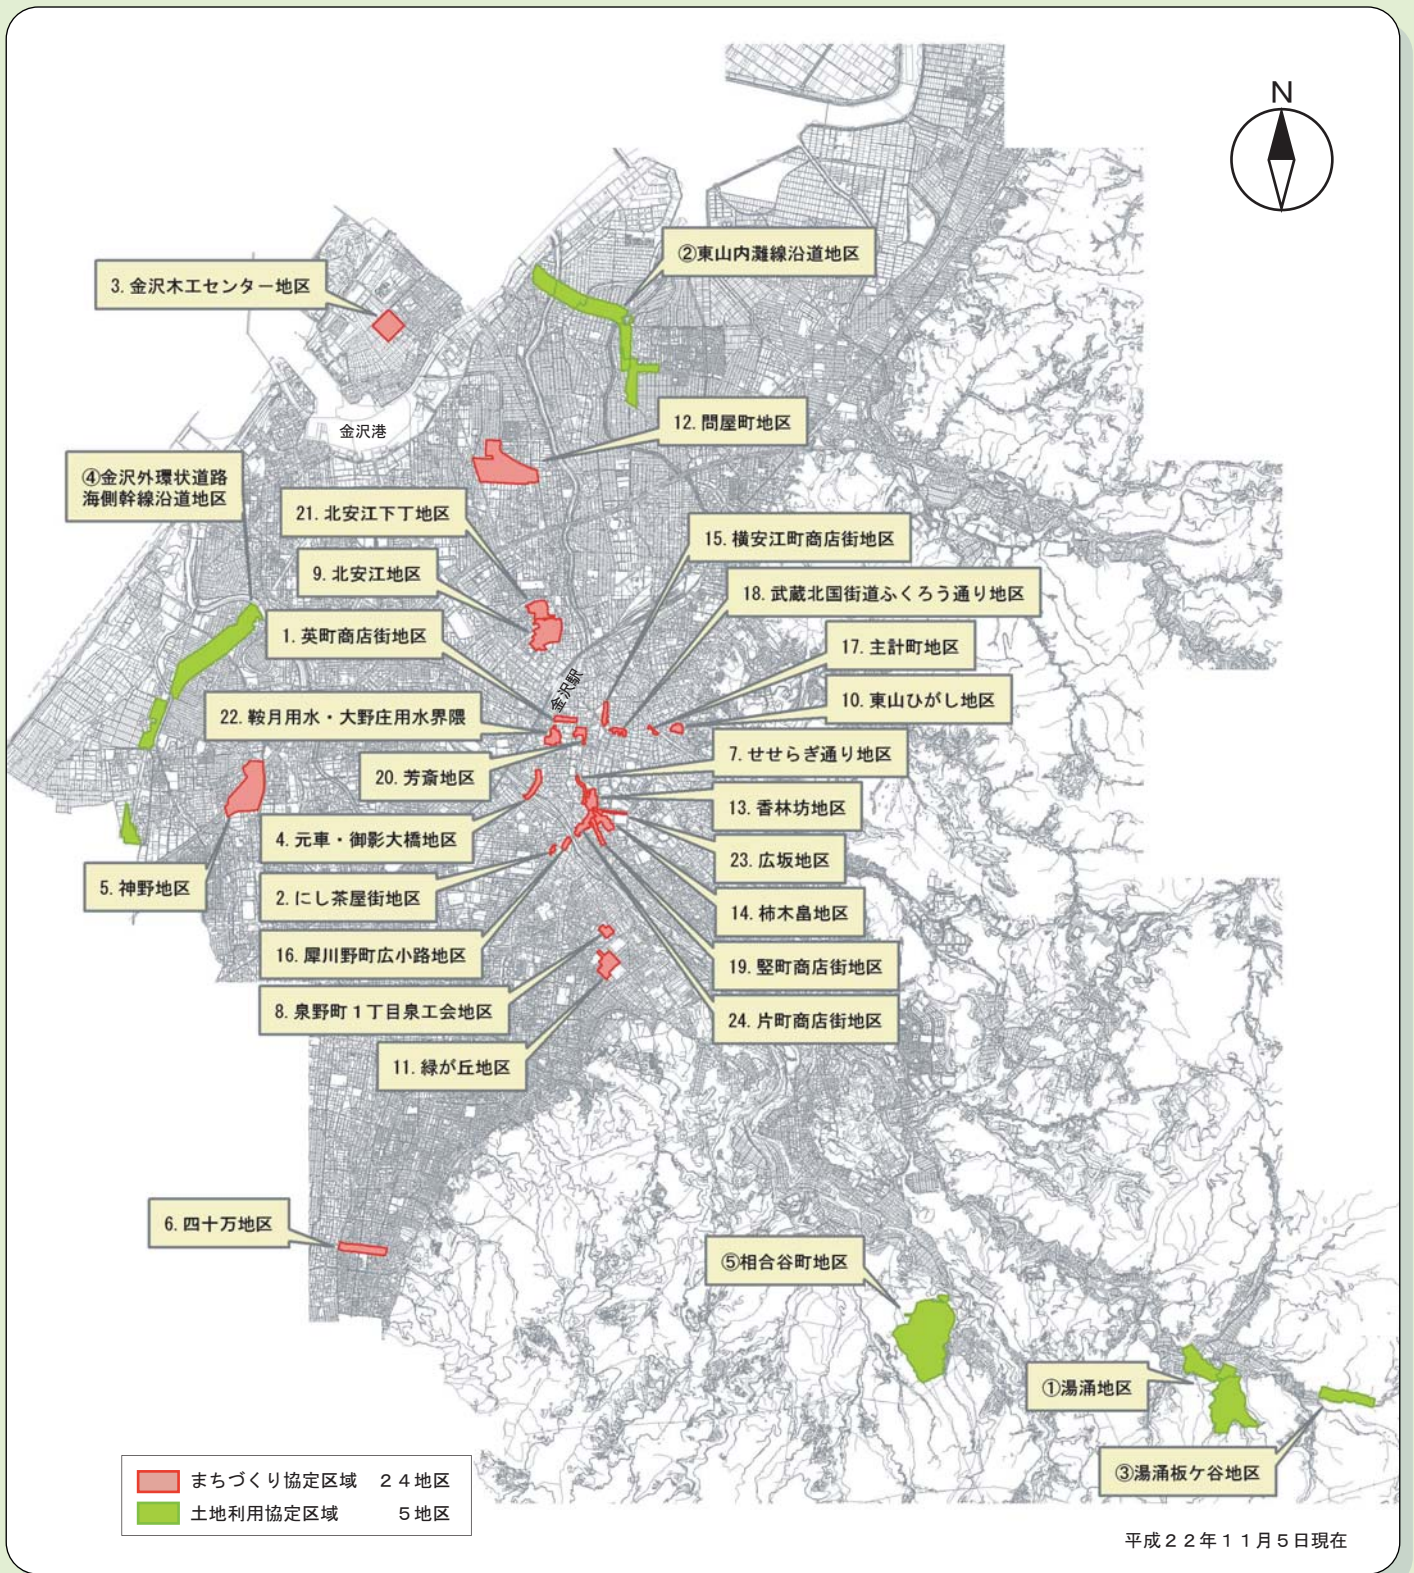 N
②東山内灘線沿道地区
3. 金沢木工センター地区
12. 問屋町地区
金沢港
④金沢外環状道路
海側幹線沿道地区
21. 北安江下丁地区
15. 横安江町商店街地区
9. 北安江地区
18. 武蔵北国街道ふくろう通り地区
1. 英町商店街地区
17. 主計町地区
金沢駅
10. 東山ひがし地区
22. 鞍月用水・大野庄用水界隈
7. せせらぎ通り地区
20. 芳斎地区
13. 香林坊地区
4. 元車・御影大橋地区
23. 広坂地区
5. 神野地区
2. にし茶屋街地区
14. 柿木畠地区
16. 犀川野町広小路地区
19. 竪町商店街地区
8. 泉野町1丁目泉工会地区
24. 片町商店街地区
11. 緑が丘地区
6. 四十万地区
⑤相合谷町地区
①湯涌地区
③湯涌板ケ谷地区
まちづくり協定区域 24地区
土地利用協定区域 5地区
平成22年11月5日現在